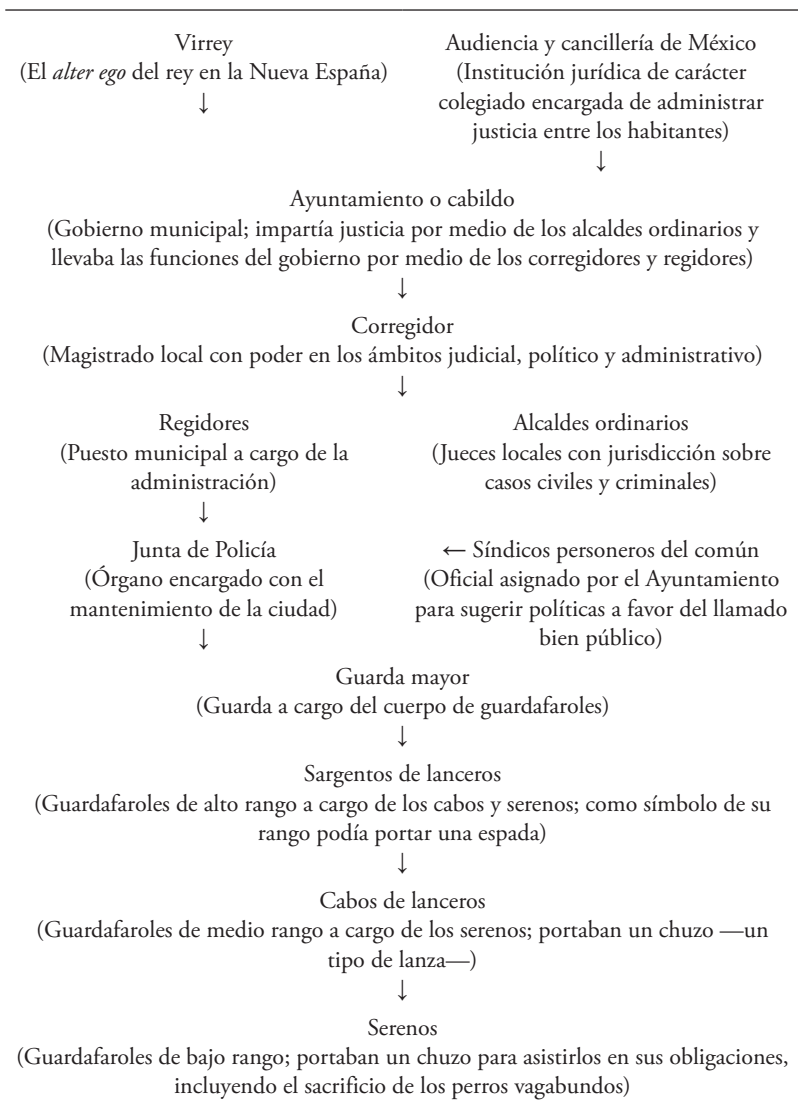 Virrey
(El alter ego del rey en la Nueva España)
↓
Audiencia y cancillería de México
(Institución jurídica de carácter
colegiado encargada de administrar
justicia entre los habitantes)
↓
Ayuntamiento o cabildo
(Gobierno municipal; impartía justicia por medio de los alcaldes ordinarios y
llevaba las funciones del gobierno por medio de los corregidores y regidores)
↓
Corregidor
(Magistrado local con poder en los ámbitos judicial, político y administrativo)
↓
Regidores
(Puesto municipal a cargo de la
administración)
↓
Alcaldes ordinarios
(Jueces locales con jurisdicción sobre
casos civiles y criminales)
Junta de Policía
(Órgano encargado con el
mantenimiento de la ciudad)
↓
← Síndicos personeros del común
(Oficial asignado por el Ayuntamiento
para sugerir políticas a favor del llamado
bien público)
Guarda mayor
(Guarda a cargo del cuerpo de guardafaroles)
↓
Sargentos de lanceros
(Guardafaroles de alto rango a cargo de los cabos y serenos; como símbolo de su
rango podía portar una espada)
↓
Cabos de lanceros
(Guardafaroles de medio rango a cargo de los serenos; portaban un chuzo —un
tipo de lanza—)
↓
Serenos
(Guardafaroles de bajo rango; portaban un chuzo para asistirlos en sus obligaciones,
incluyendo el sacrificio de los perros vagabundos)